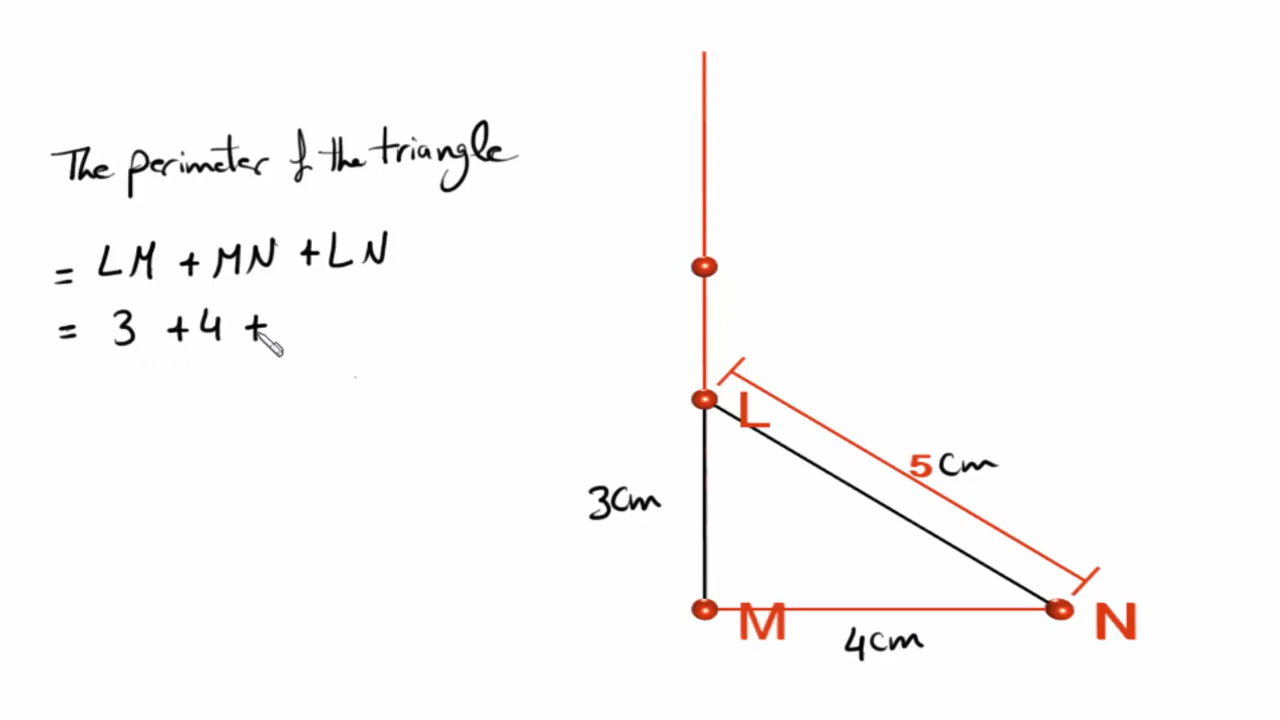 The perimeter of the triangle
= LM + MN + LN
= 3 + 4 +
L
5 cm
3cm
M
N
4cm